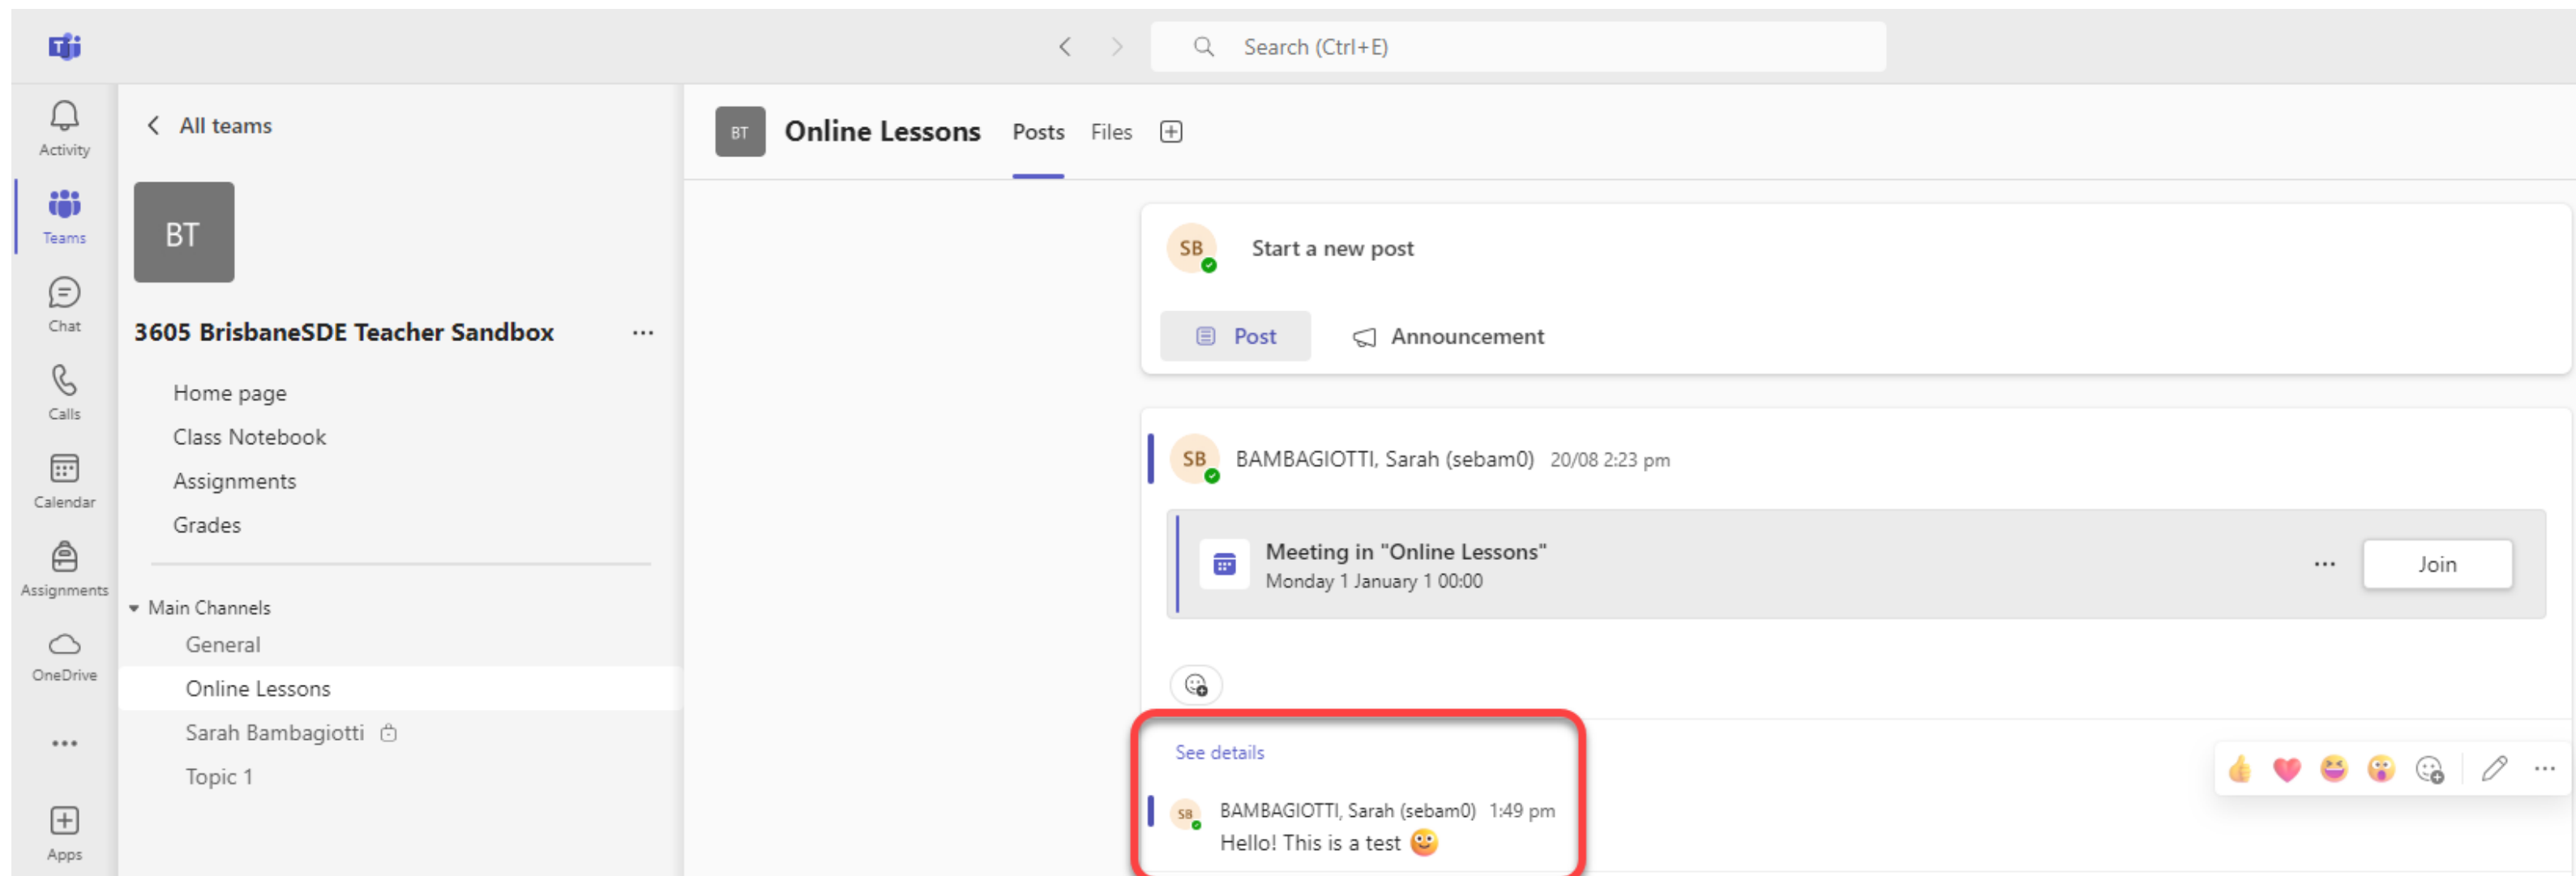 Search (Ctrl+E)
Activity
Teams
Chat
Calls
Calendar
Assignments
OneDrive
Apps
All teams
BT
3605 BrisbaneSDE Teacher Sandbox
Home page
Class Notebook
Assignments
Grades
Main Channels
General
Online Lessons
Sarah Bambagiotti
Topic 1
BT Online Lessons Posts Files
SB Start a new post
Post Announcement
SB BAMBAGIOTTI, Sarah (sebam0) 20/08 2:23 pm
Meeting in "Online Lessons"
Monday 1 January 1 00:00
Join
See details
SB BAMBAGIOTTI, Sarah (sebam0) 1:49 pm
Hello! This is a test 🙂